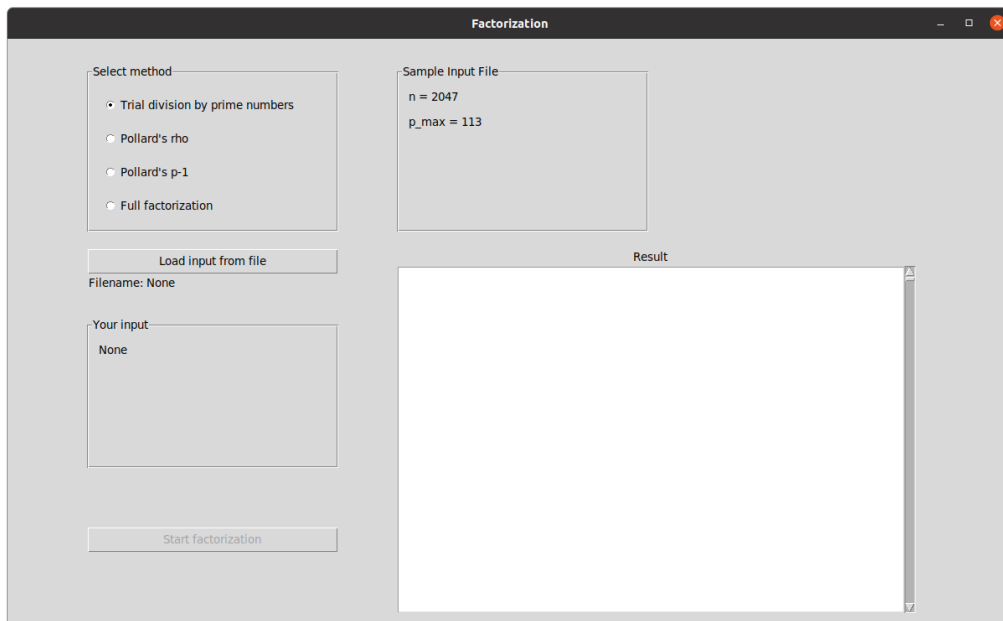 Factorization
Select method
Trial division by prime numbers
Pollard's rho
Pollard's p-1
Full factorization
Sample Input File
n = 2047
p_max = 113
Load input from file
Filename: None
Your input
None
Start factorization
Result